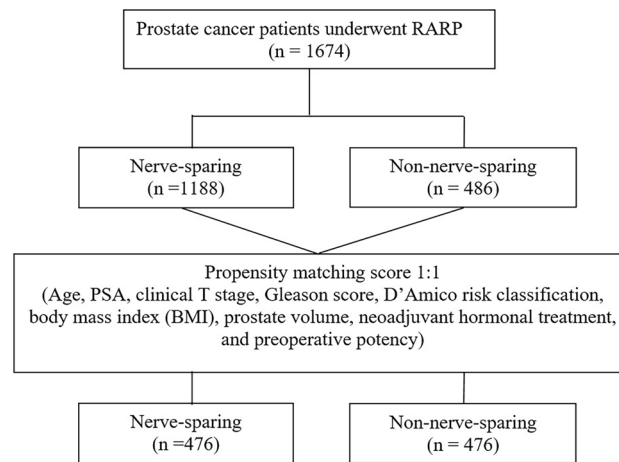 Prostate cancer patients underwent RARP
(n = 1674)
Nerve-sparing
(n =1188)
Non-nerve-sparing
(n = 486)
Propensity matching score 1:1
(Age, PSA, clinical T stage, Gleason score, D’Amico risk classification,
body mass index (BMI), prostate volume, neoadjuvant hormonal treatment,
and preoperative potency)
Nerve-sparing
(n =476)
Non-nerve-sparing
(n = 476)